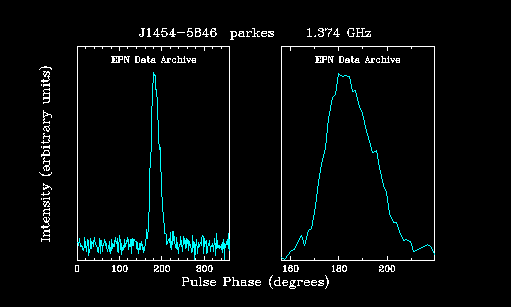 J1454-5846 parkes 1.374 GHz
EPN Data Archive
EPN Data Archive
Intensity (arbitrary units)
0 100 200 300
160 180 200
Pulse Phase (degrees)